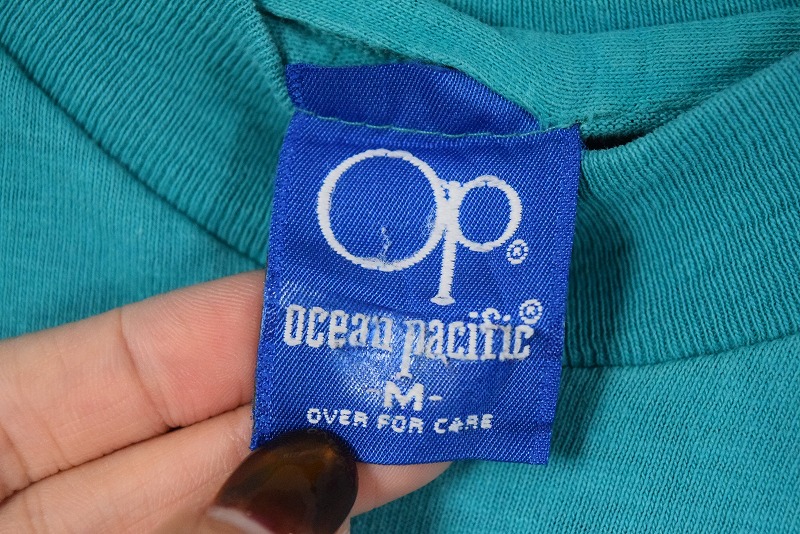 Op®
ocean pacific®
-M-
OVER FOR CARE